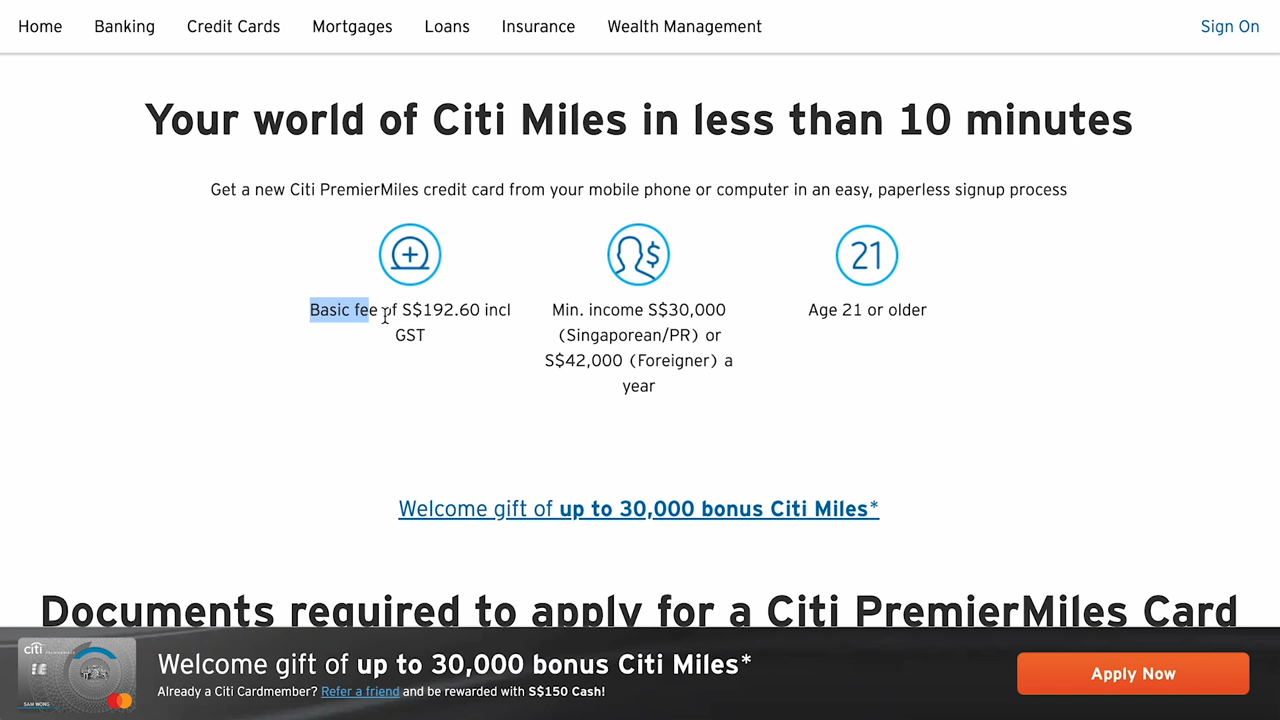 Home Banking Credit Cards Mortgages Loans Insurance Wealth Management Sign On
Your world of Citi Miles in less than 10 minutes
Get a new Citi PremierMiles credit card from your mobile phone or computer in an easy, paperless signup process
21
Basic fee of S$192.60 incl
GST
Min. income S$30,000
(Singaporean/PR) or
S$42,000 (Foreigner) a
year
Age 21 or older
Welcome gift of up to 30,000 bonus Citi Miles*
Documents required to apply for a Citi PremierMiles Card
citi
SAM WONG
Welcome gift of up to 30,000 bonus Citi Miles*
Already a Citi Cardmember? Refer a friend and be rewarded with S$150 Cash!
Apply Now